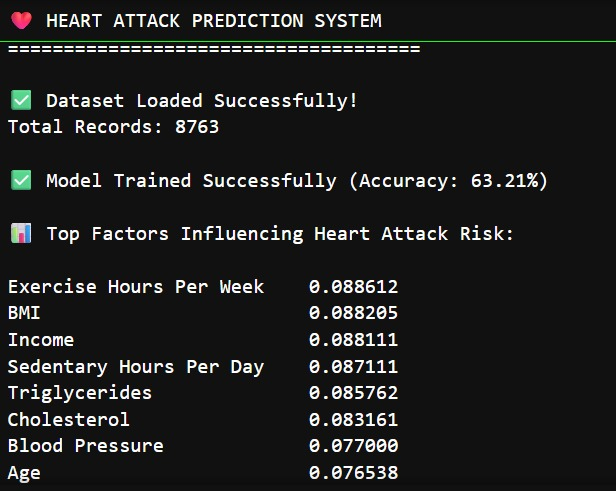 ❤️ HEART ATTACK PREDICTION SYSTEM
=====================================
✅ Dataset Loaded Successfully!
Total Records: 8763
✅ Model Trained Successfully (Accuracy: 63.21%)
📊 Top Factors Influencing Heart Attack Risk:
Exercise Hours Per Week    0.088612
BMI                        0.088205
Income                     0.088111
Sedentary Hours Per Day    0.087111
Triglycerides              0.085762
Cholesterol                0.083161
Blood Pressure             0.077000
Age                        0.076538